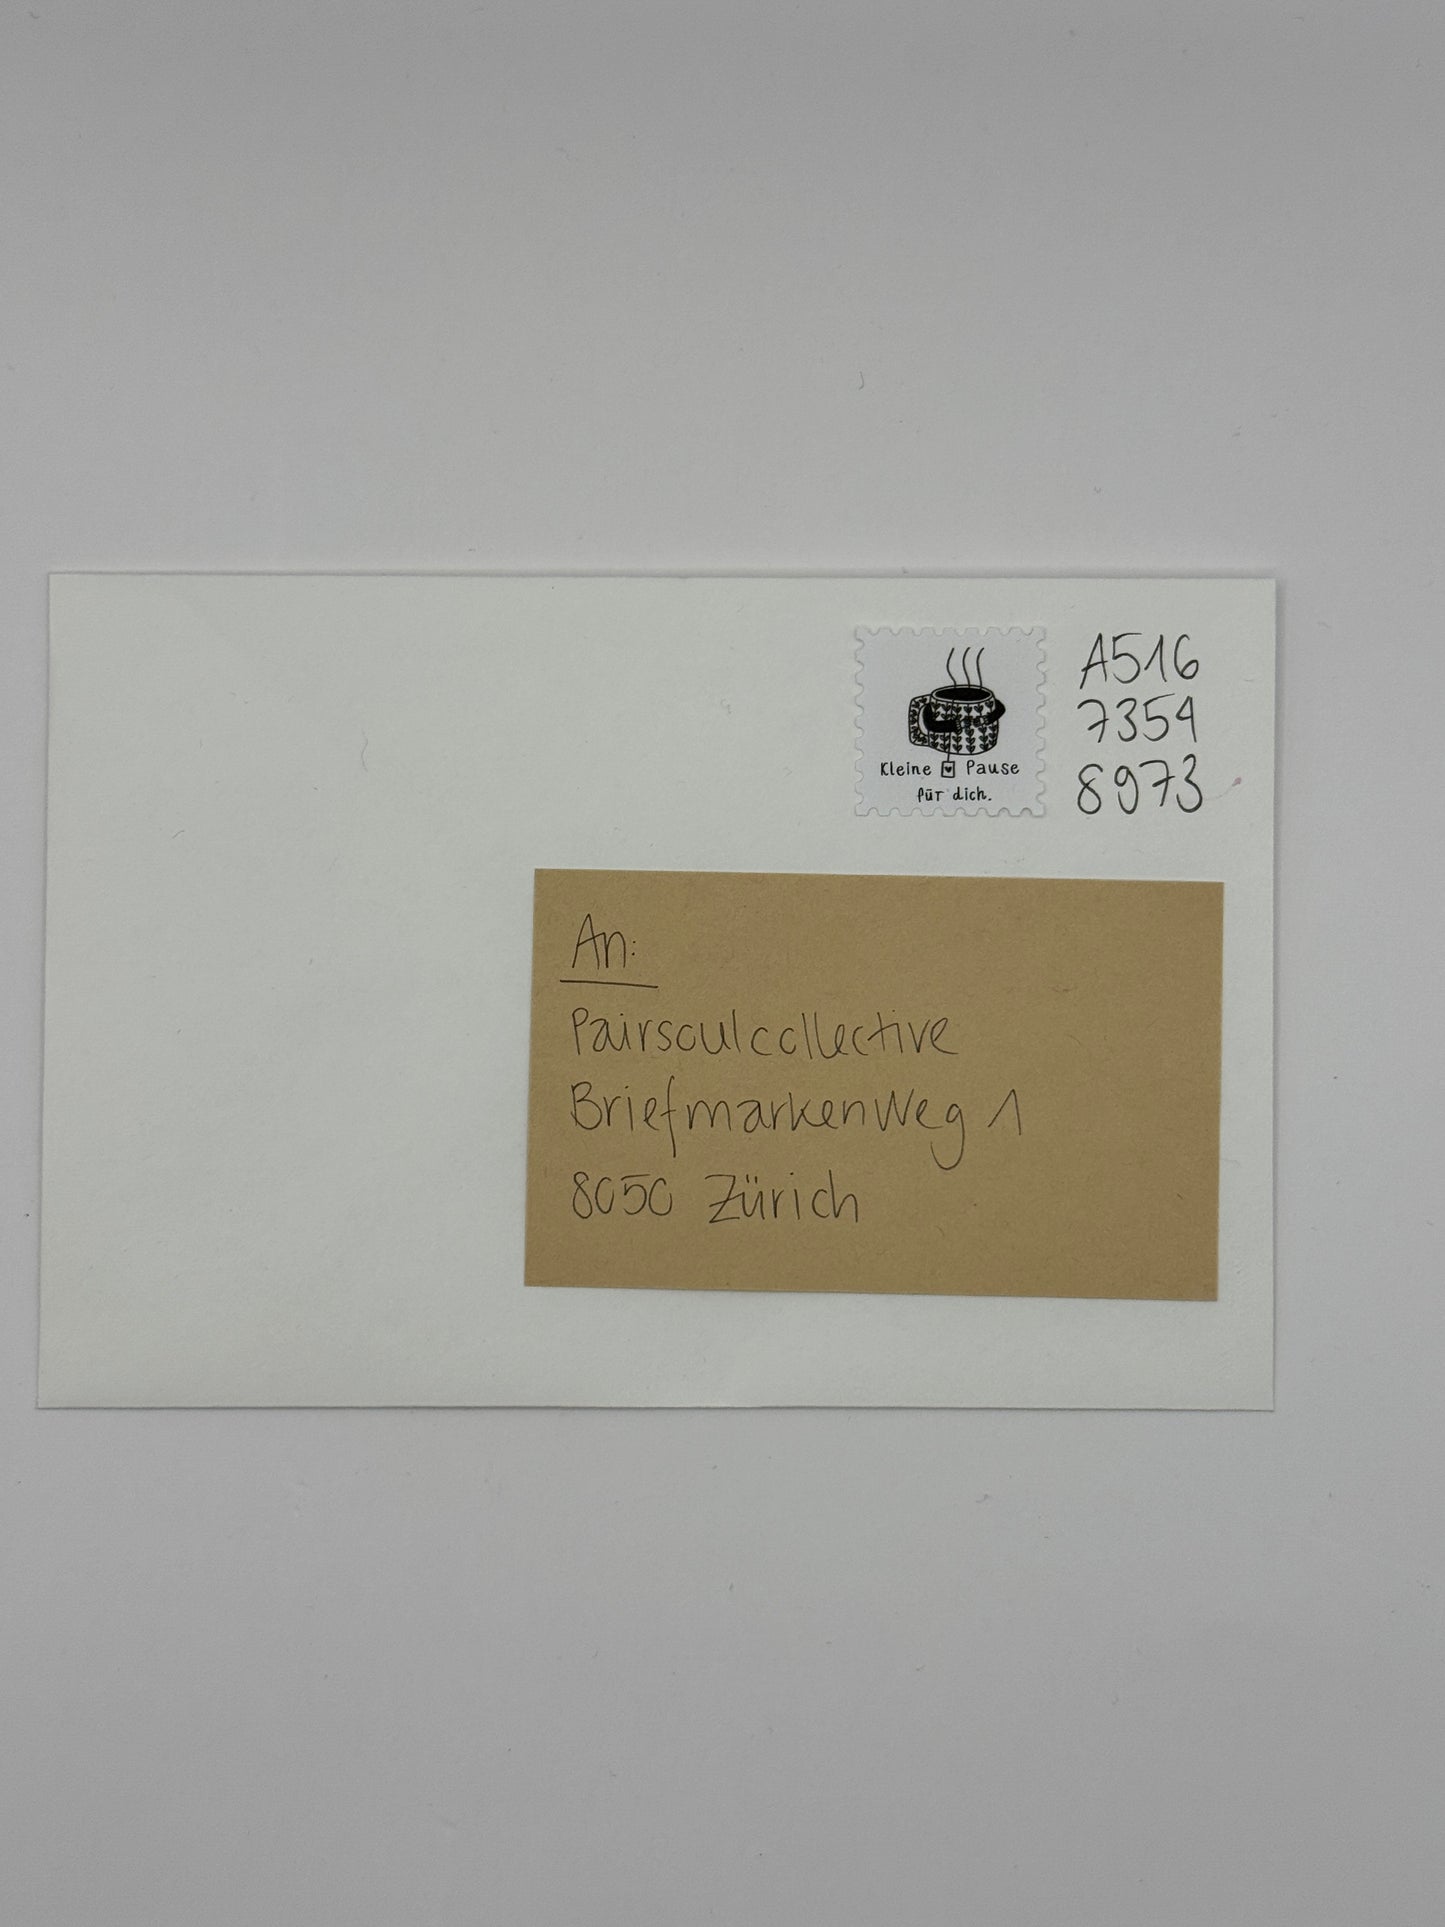 A516
7354
8973
Kleine Pause
für dich.
An:
Pairsoulcollective
Briefmarkenweg 1
8050 Zürich